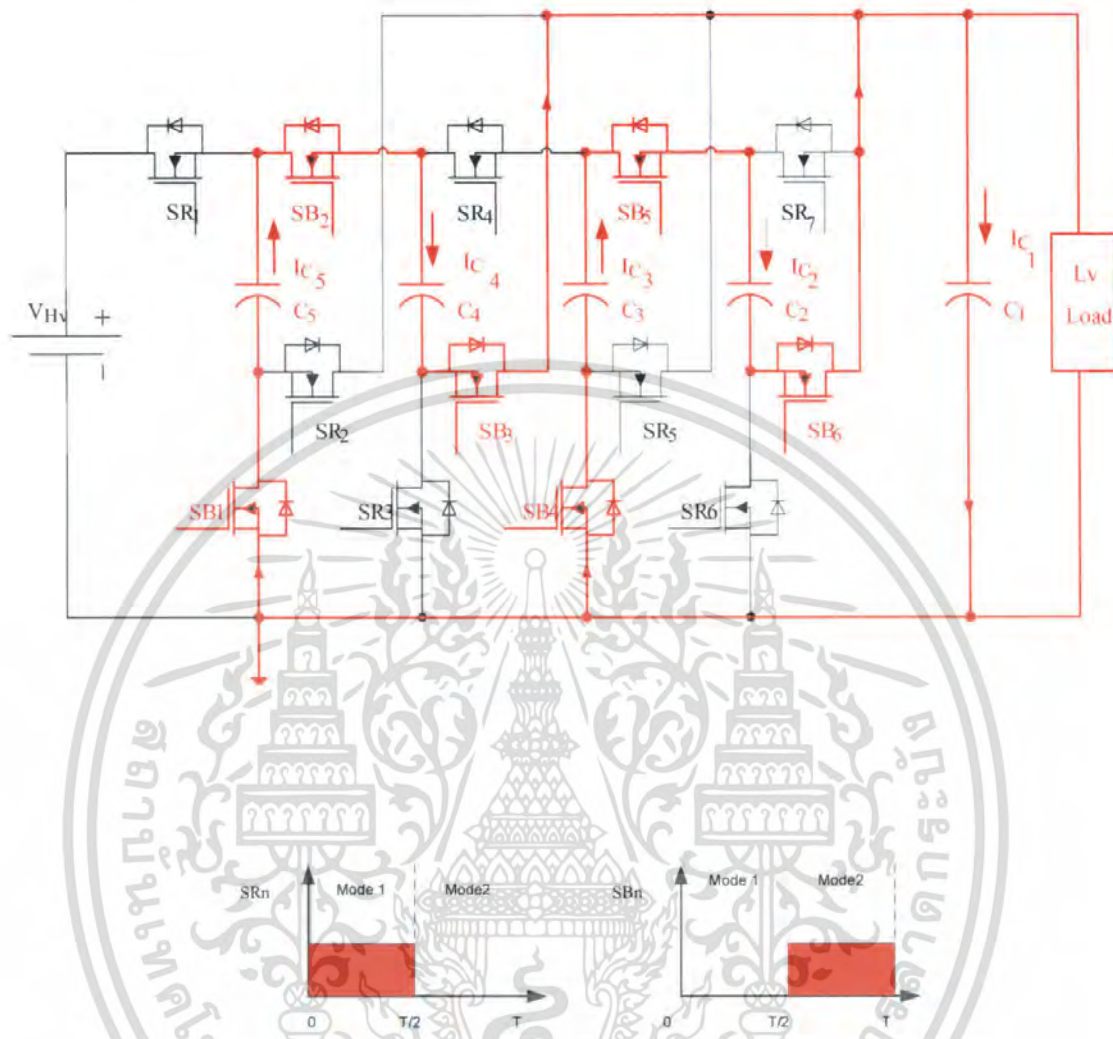 SR1
SB2
SR4
SB5
SR7
VHv
+
-
IC5
C5
IC4
C4
IC3
C3
IC2
C2
IC1
C1
Lv
Load
SR2
SB3
SR5
SB6
SB1
SR3
SB4
SR6
SRn
Mode 1
Mode2
0
T/2
T
SBn
Mode 1
Mode2
0
T/2
T